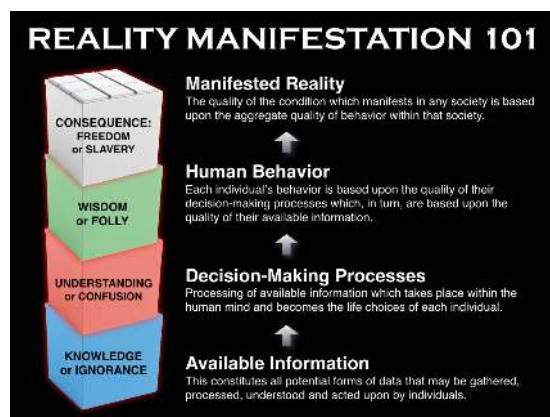 REALITY MANIFESTATION 101
CONSEQUENCE:
FREEDOM
or SLAVERY
Manifested Reality
The quality of the condition which manifests in any society is based
upon the aggregate quality of behavior within that society.
WISDOM
or FOLLY
Human Behavior
Each individual's behavior is based upon the quality of their
decision-making processes which, in turn, are based upon the
quality of their available information.
UNDERSTANDING
or CONFUSION
Decision-Making Processes
Processing of available information which takes place within the
human mind and becomes the life choices of each individual.
KNOWLEDGE
or IGNORANCE
Available Information
This constitutes all potential forms of data that may be gathered,
processed, understood and acted upon by individuals.